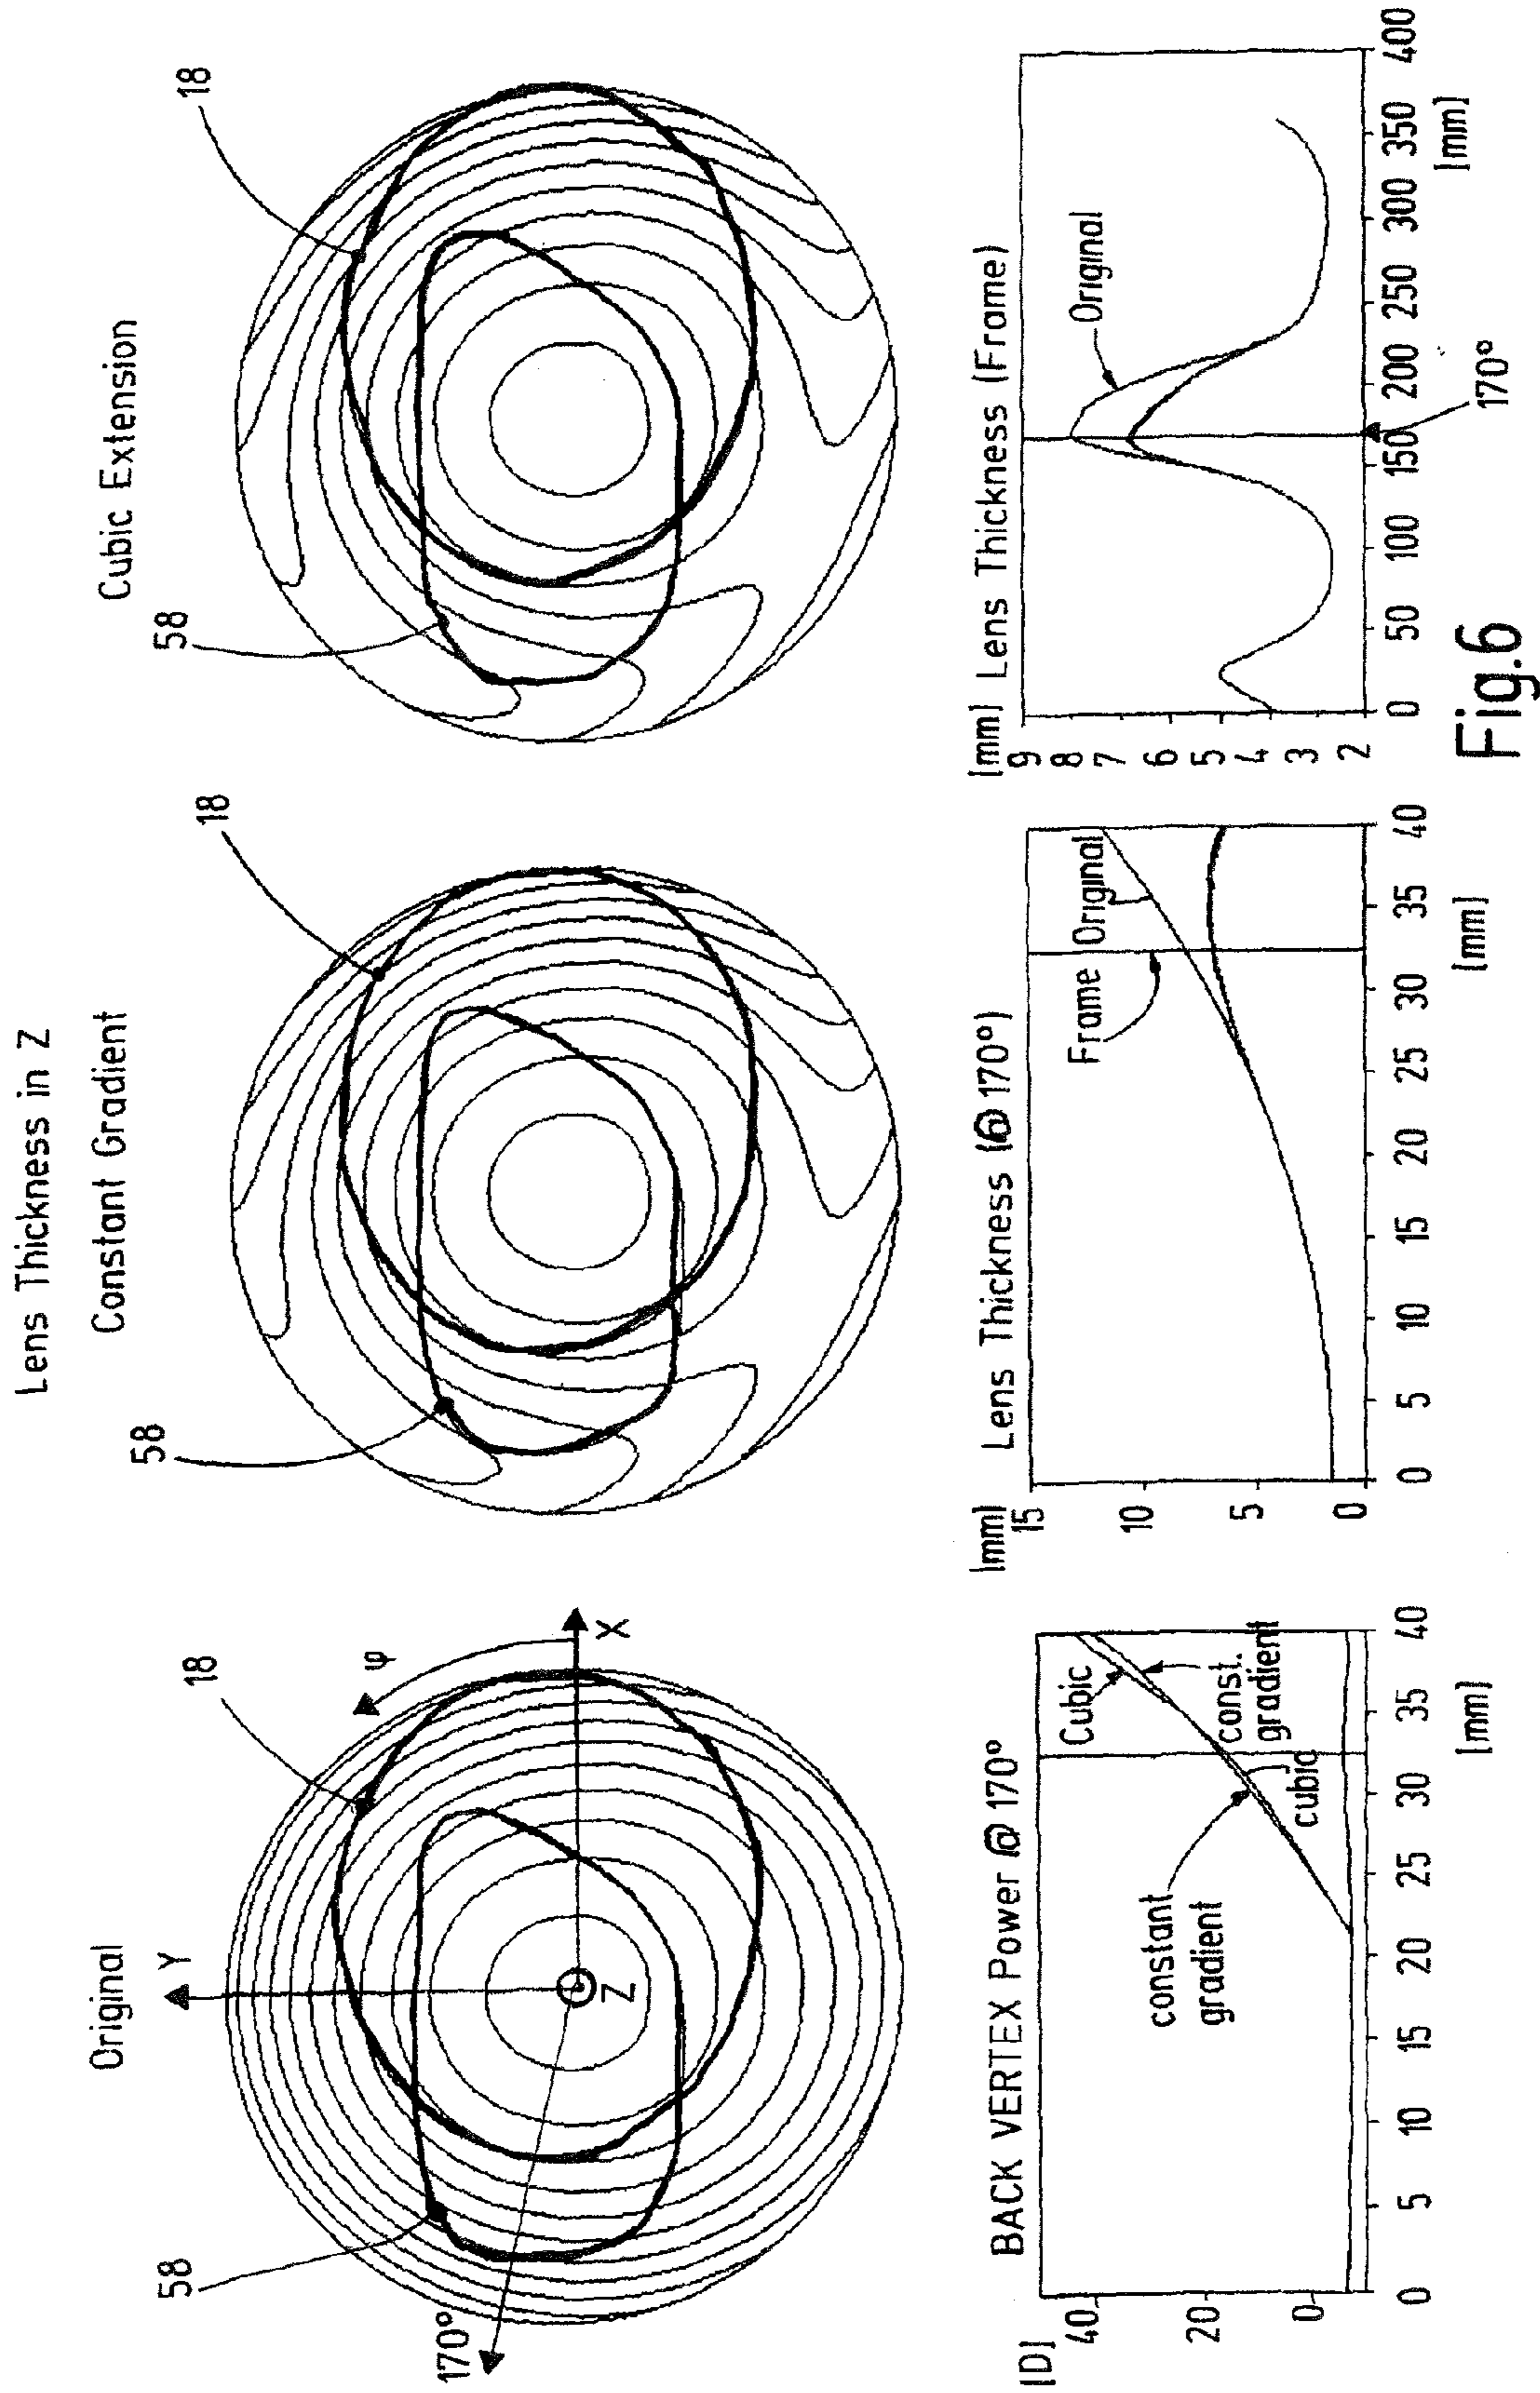 Lens Thickness in Z
Original
Constant Gradient
Cubic Extension
58
18
58
18
58
18
Y
φ
X
Z
170°
BACK VERTEX Power @ 170°
[D]
40
20
0
Cubic
const.
gradient
constant
gradient
cubic
0 5 10 15 20 25 30 35 40
[mm]
Lens Thickness (@ 170°)
[mm]
15
10
5
0
Frame
Original
0 5 10 15 20 25 30 35 40
[mm]
[mm] Lens Thickness (Frame)
9
8
7
6
5
4
3
2
Original
0 50 100 150 200 250 300 350 400
170°
[mm]
Fig.6